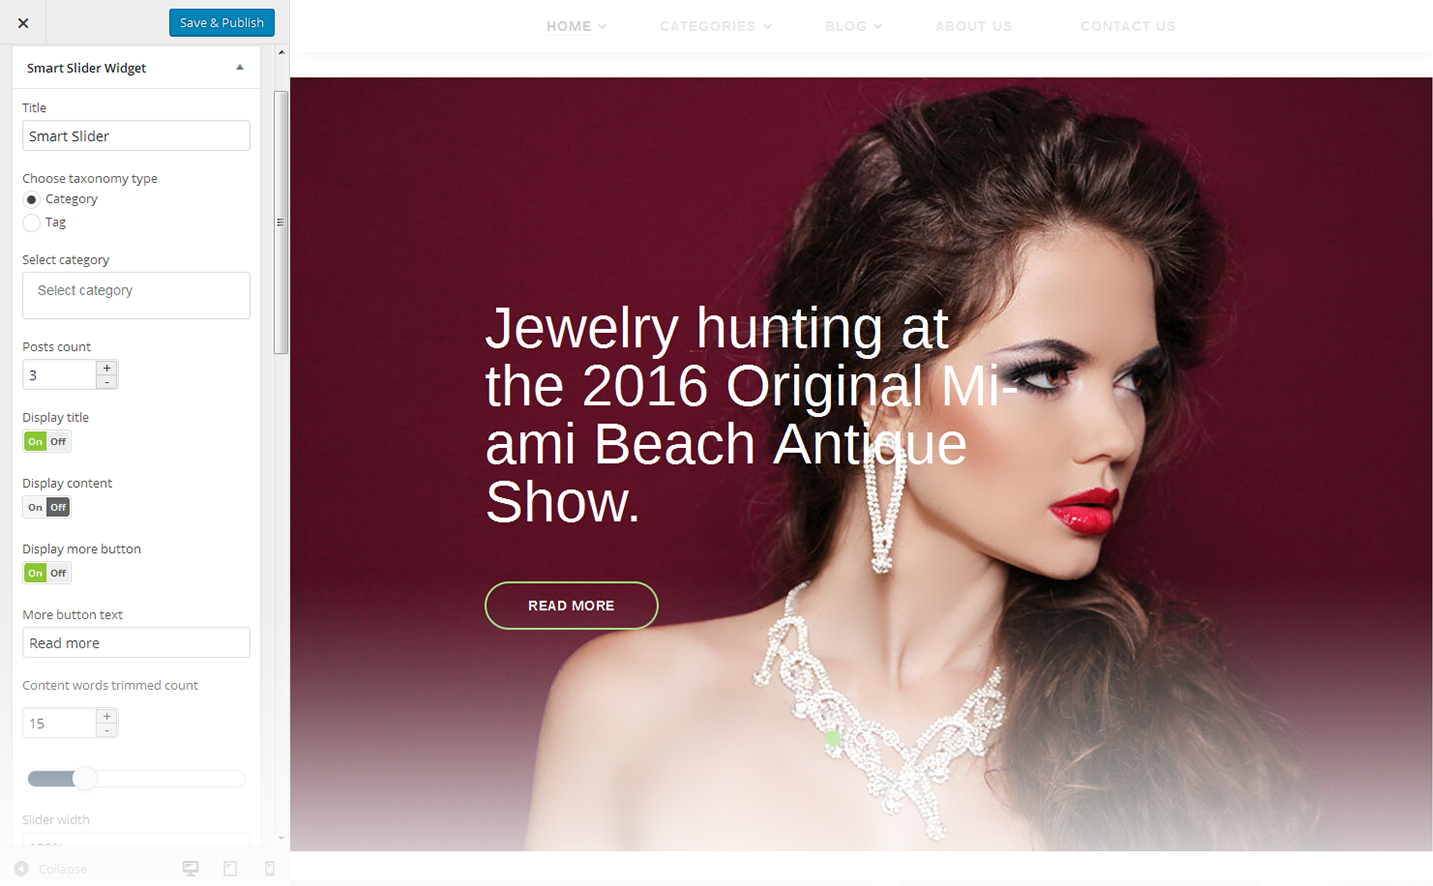 Save & Publish
HOME CATEGORIES BLOG ABOUT US CONTACT US
Smart Slider Widget
Title
Smart Slider
Choose taxonomy type
Category
Tag
Select category
Select category
Posts count
3
+
-
Display title
On Off
Display content
On Off
Display more button
On Off
More button text
Read more
Content words trimmed count
15
+
-
Slider width
100%
Collapse
Jewelry hunting at
the 2016 Original Mi-
ami Beach Antique
Show.
READ MORE